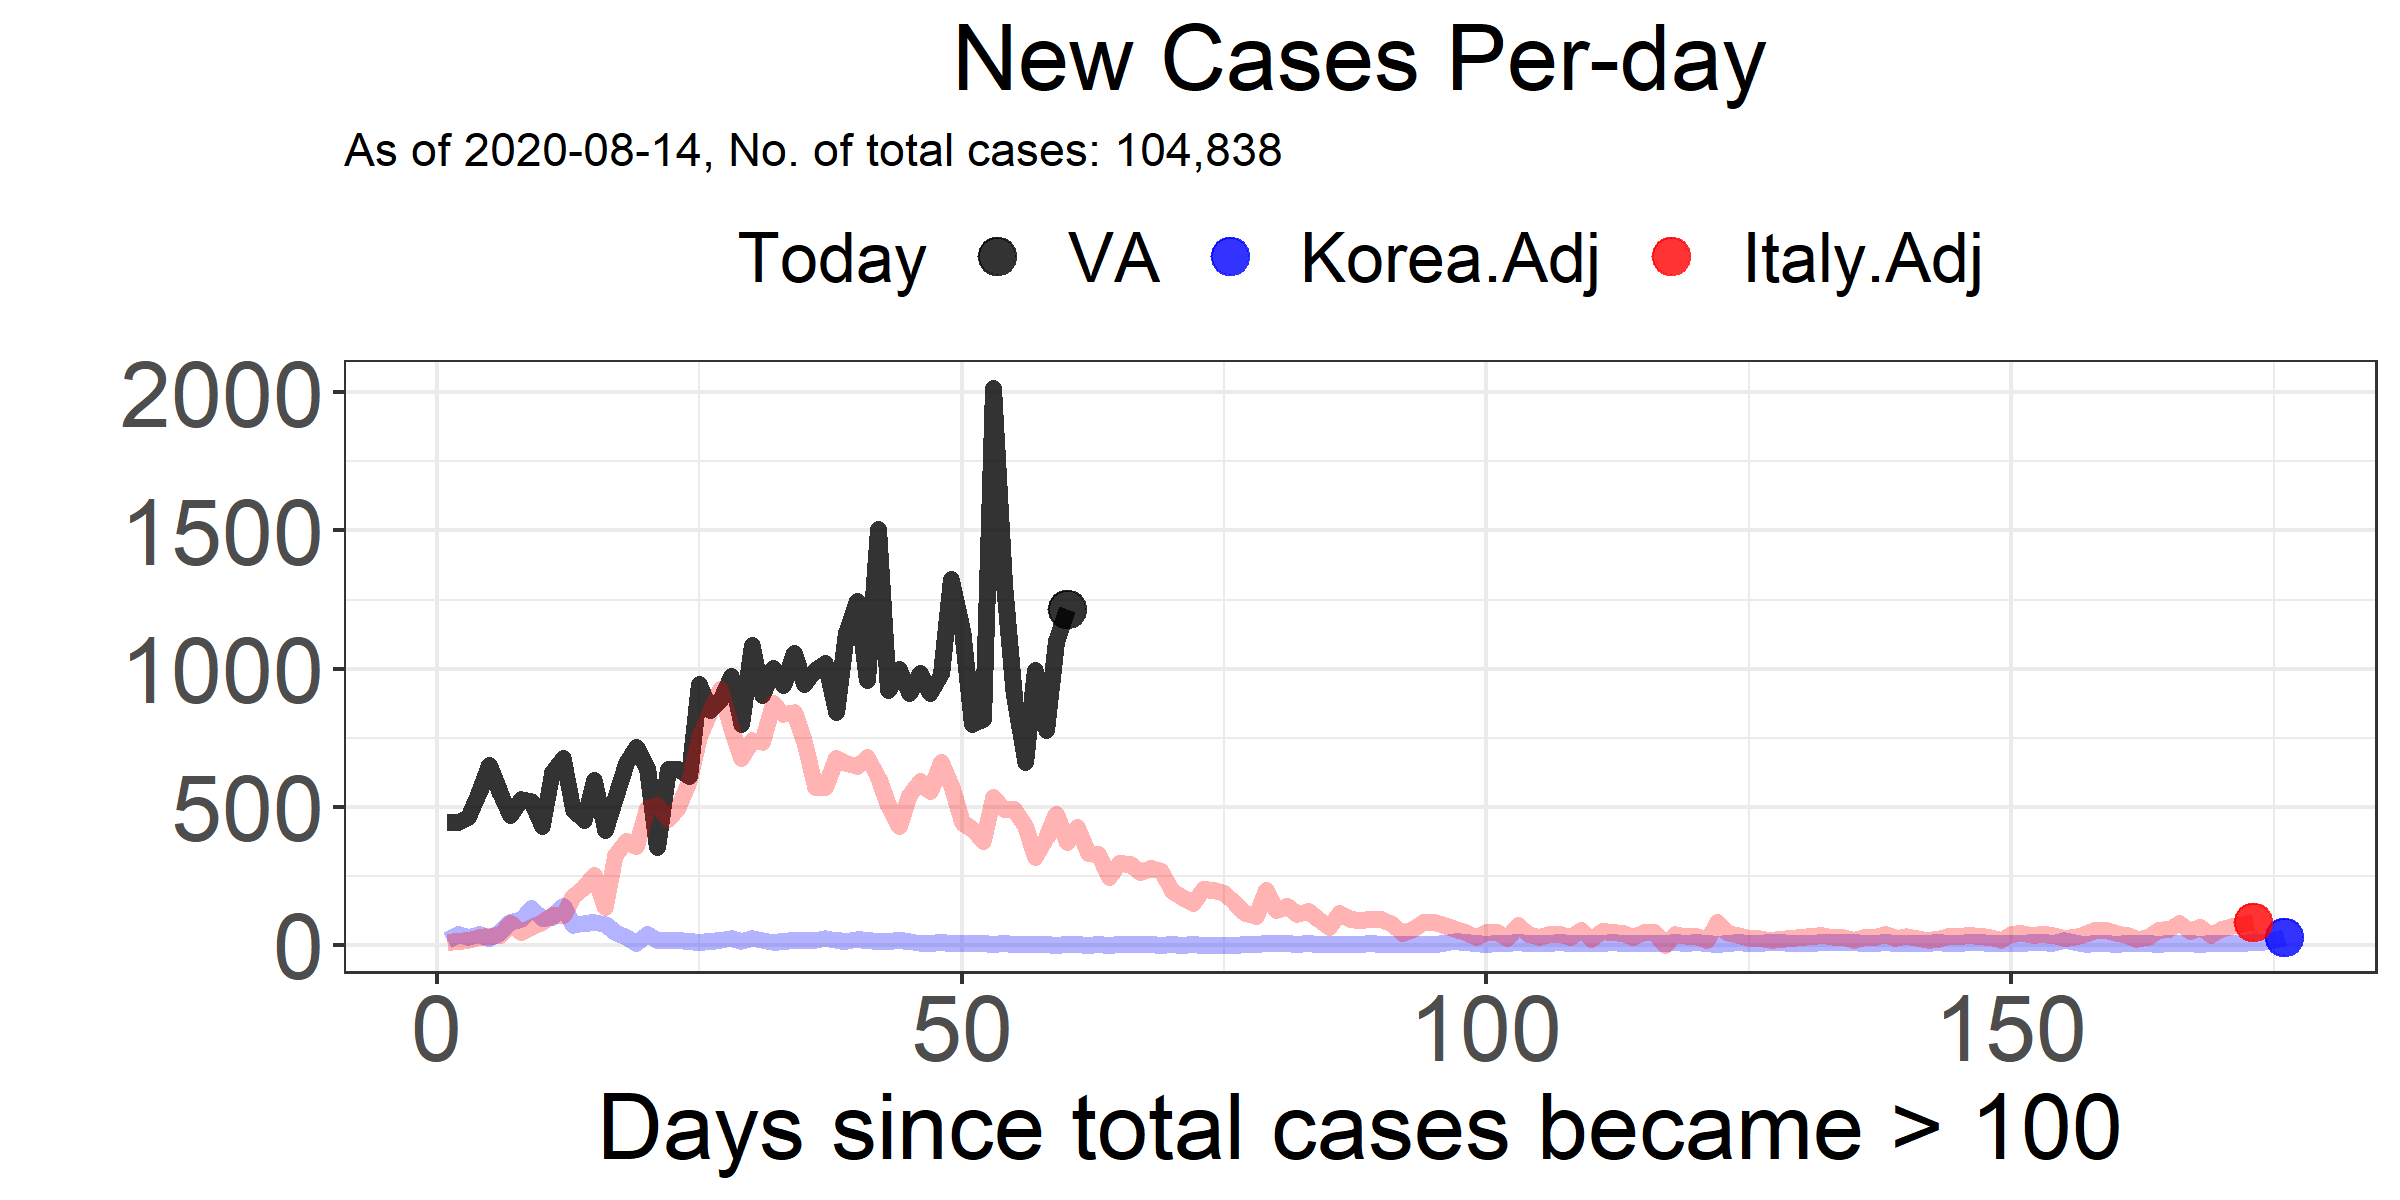 New Cases Per-day
As of 2020-08-14, No. of total cases: 104,838
Today VA Korea.Adj Italy.Adj
2000
1500
1000
500
0
0 50 100 150
Days since total cases became > 100